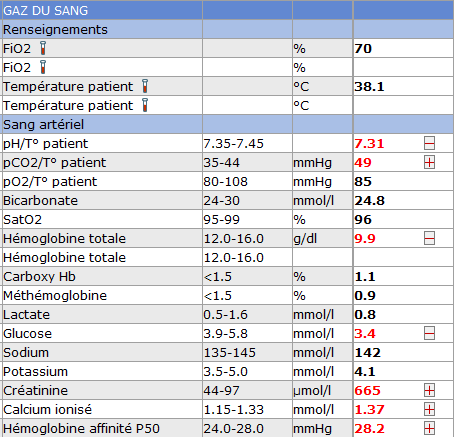 GAZ DU SANG
Renseignements
FiO2 % 70
FiO2 %
Température patient °C 38.1
Température patient °C
Sang artériel
pH/T° patient 7.35-7.45 7.31 −
pCO2/T° patient 35-44 mmHg 49 +
pO2/T° patient 80-108 mmHg 85
Bicarbonate 24-30 mmol/l 24.8
SatO2 95-99 % 96
Hémoglobine totale 12.0-16.0 g/dl 9.9 −
Hémoglobine totale 12.0-16.0
Carboxy Hb <1.5 % 1.1
Méthémoglobine <1.5 % 0.9
Lactate 0.5-1.6 mmol/l 0.8
Glucose 3.9-5.8 mmol/l 3.4 −
Sodium 135-145 mmol/l 142
Potassium 3.5-5.0 mmol/l 4.1
Créatinine 44-97 µmol/l 665 +
Calcium ionisé 1.15-1.33 mmol/l 1.37 +
Hémoglobine affinité P50 24.0-28.0 mmHg 28.2 +